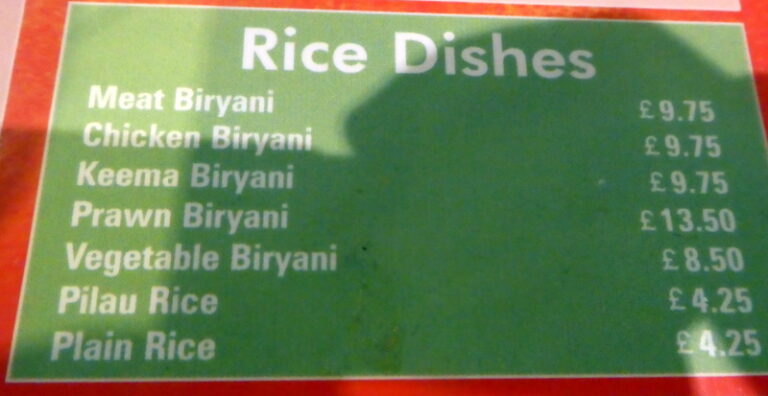 Rice Dishes
Meat Biryani £9.75
Chicken Biryani £9.75
Keema Biryani £9.75
Prawn Biryani £13.50
Vegetable Biryani £8.50
Pilau Rice £4.25
Plain Rice £4.25